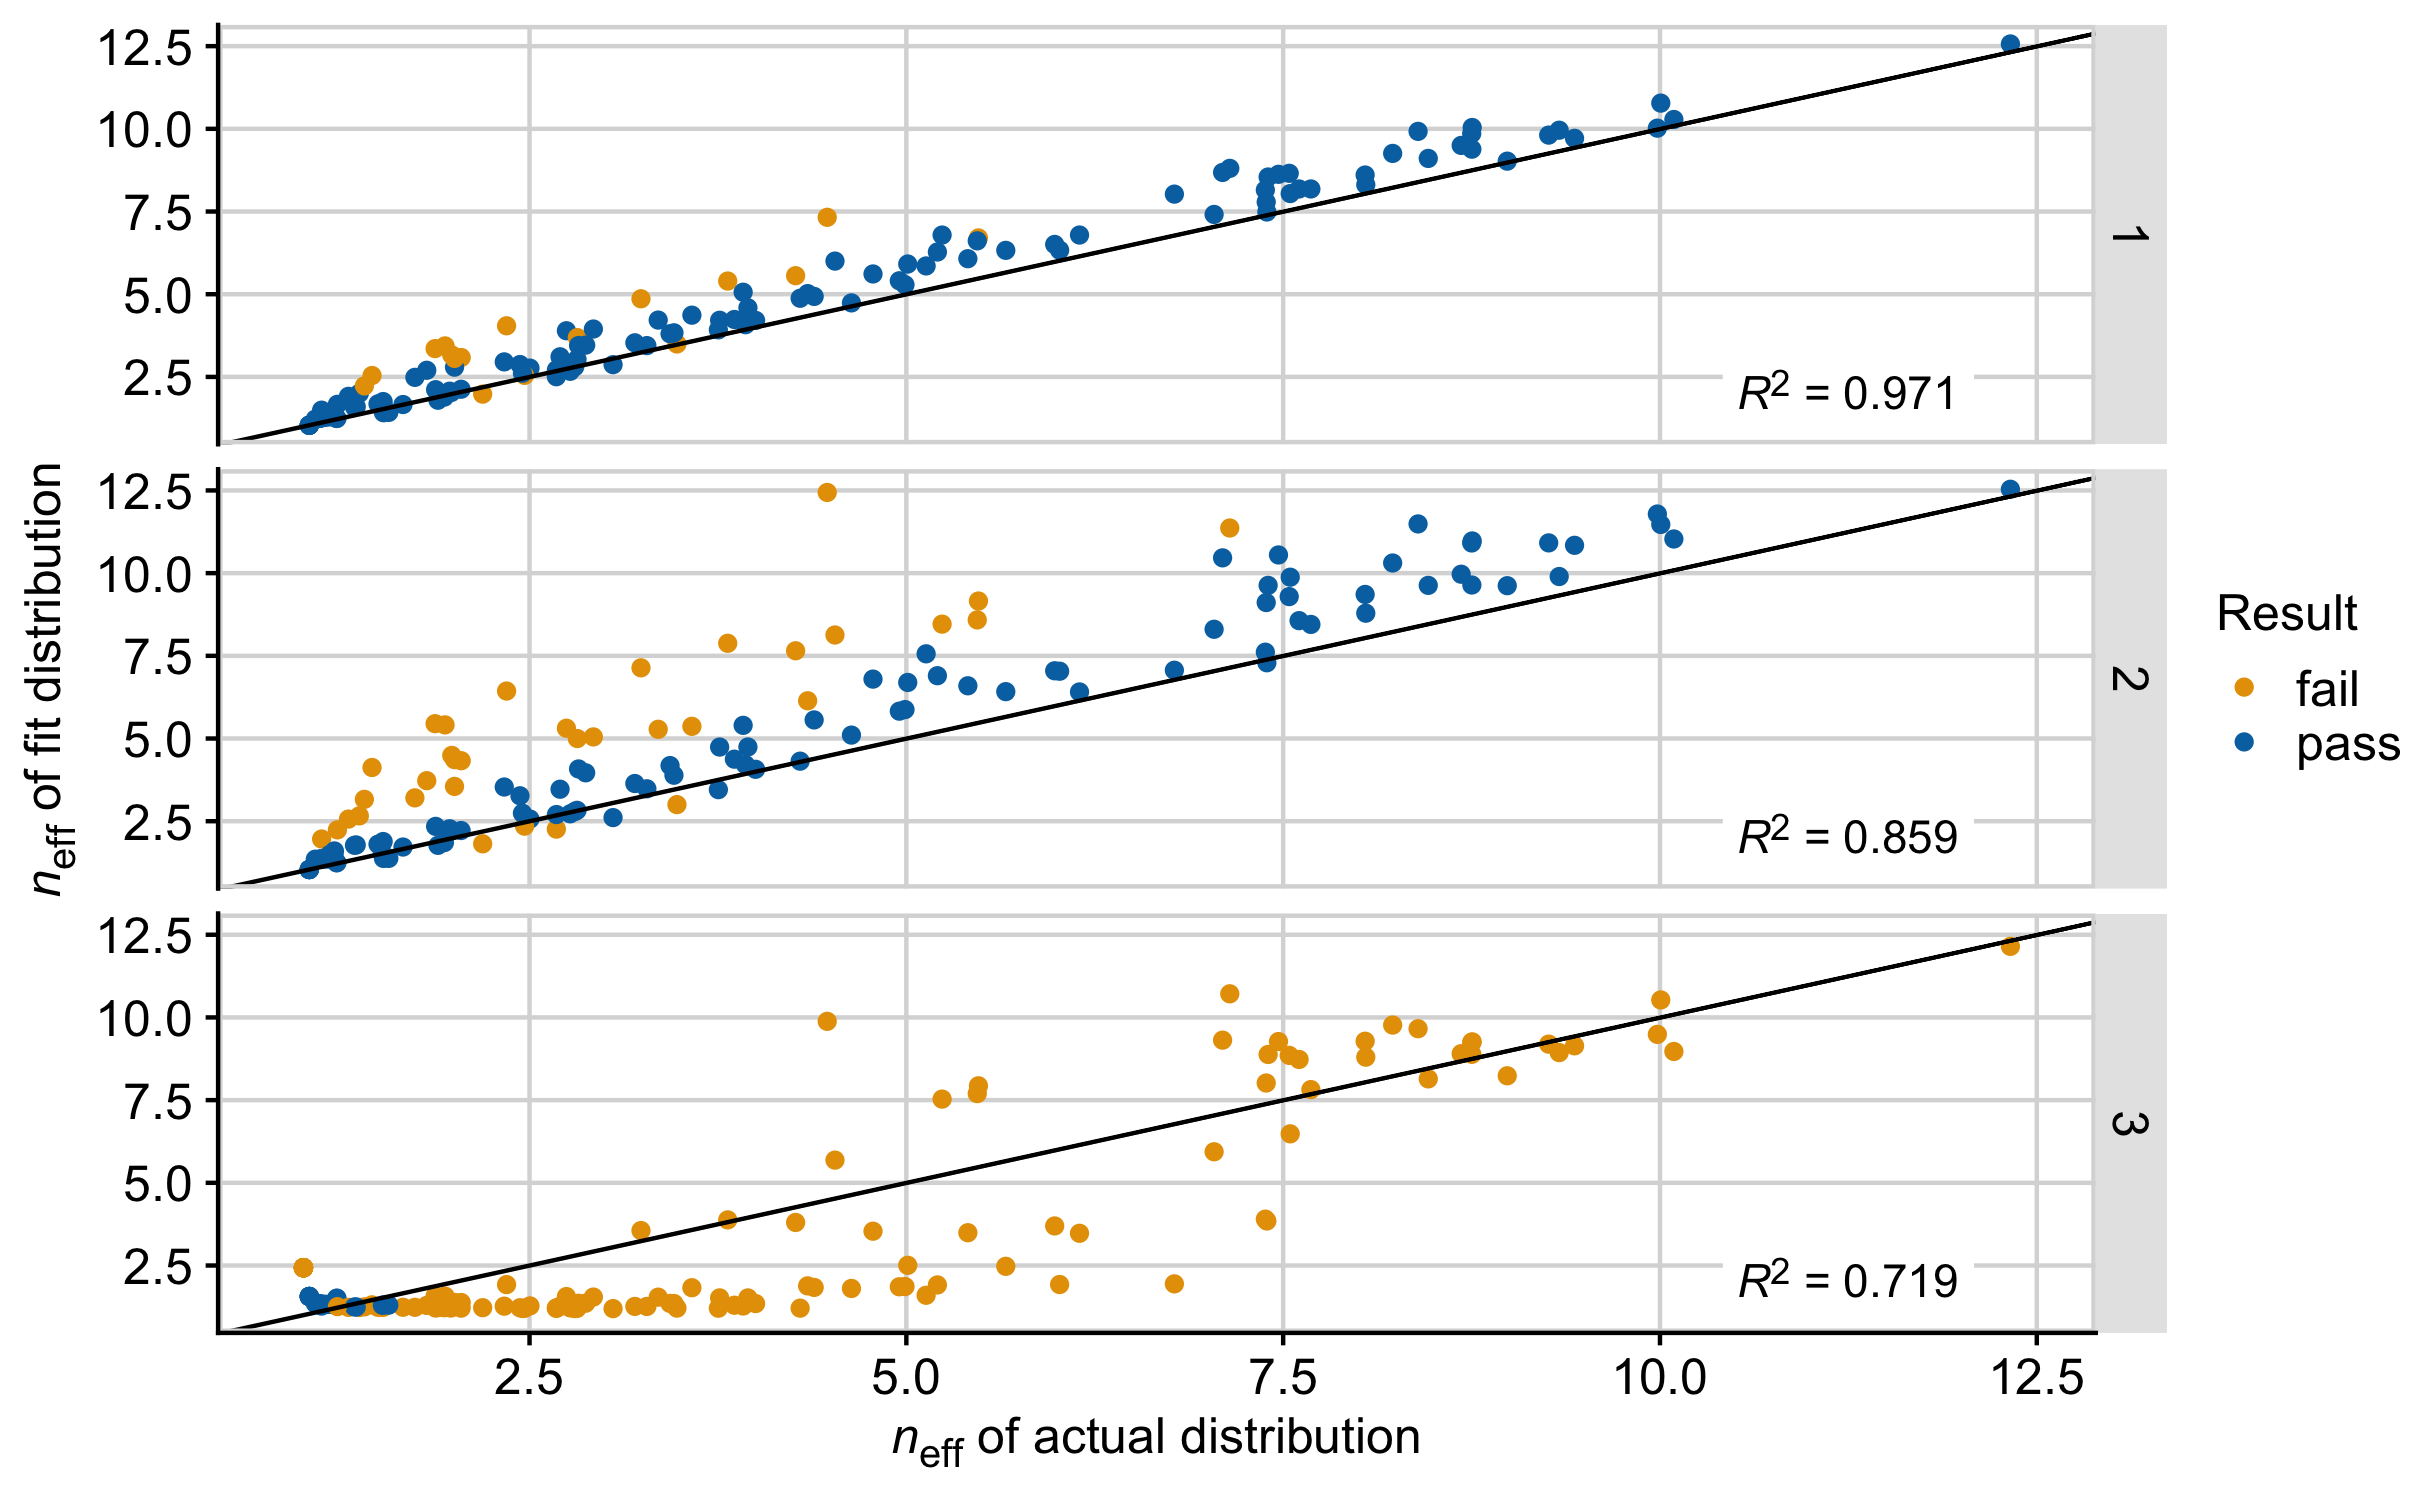 12.5
10.0
7.5
5.0
2.5
R² = 0.971
1
12.5
10.0
7.5
5.0
2.5
R² = 0.859
2
12.5
10.0
7.5
5.0
2.5
R² = 0.719
3
2.5 5.0 7.5 10.0 12.5
neff of actual distribution
neff of fit distribution
Result
fail
pass